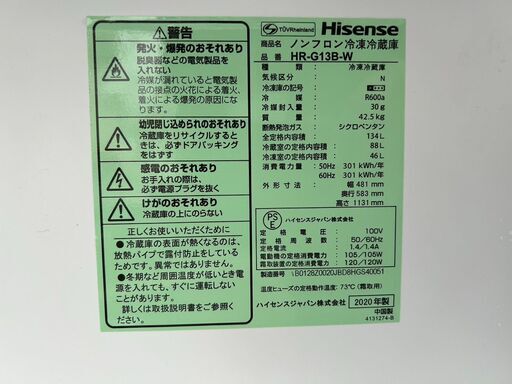 警告
発火・爆発のおそれあり
脱臭器などの電気製品を入れない
冷媒が漏れていると電気製
品の接点の火花による着火、
着火により爆発の原因に
なります。
幼児閉じ込められのおそれあり
冷蔵庫をリサイクルするとき
は、必ずドアパッキング
をはずす
感電のおそれあり
お手入れの際は、
必ず電源プラグを抜く
けがのおそれあり
冷蔵庫の上にのらない
正しくお使いいただくために
●冷蔵庫の表面が熱くなるのは、
放熱パイプで露付き防止をし
ているためです。
異常ではありません。
●冬期など周囲温度が低いとき電
源を入れても運転しない場合が
あります。
詳細は取扱説明書をご参照
ください。
TÜVRheinland
Hisense
商品名 ノンフロン冷凍冷蔵庫
HR-G13B-W
種類: 冷凍冷蔵庫
気候区分: N
冷凍庫の記号:
冷媒: R600a
冷媒封入量: 30g
質量: 42.5kg
断熱発泡ガス: シクロペンタン
全定格内容積: 134L
冷蔵室の定格内容積: 88L
冷凍室の定格内容積: 46L
消費電力量: 50Hz 301 kWh/年
60Hz 301 kWh/年
外形寸法: 幅 481 mm
奥行 583 mm
高さ 1131 mm
PSE
ハイセンスジャパン株式会社
定格電圧: 100V
定格周波数: 50/60Hz
定格電流: 1.4/1.4A
電動機の定格消費電力: 105/105W
霜取装置の定格消費電力: 120/120W
製造番号: 1B0128Z0020JBD8HGS40051
温度ヒューズの定格動作温度: 73℃(霜取用)
ハイセンスジャパン株式会社
2020年製
中国製
4131274-B